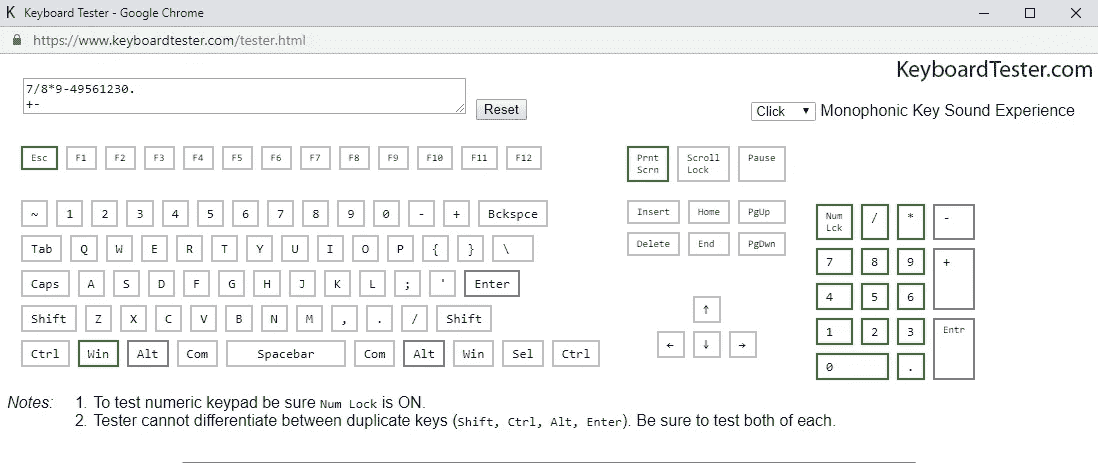 K Keyboard Tester - Google Chrome
https://www.keyboardtester.com/tester.html
KeyboardTester.com
7/8*9-49561230.
+-
Reset
Click Monophonic Key Sound Experience
Esc F1 F2 F3 F4 F5 F6 F7 F8 F9 F10 F11 F12
Prnt Scrn Scroll Lock Pause
~ 1 2 3 4 5 6 7 8 9 0 - + Bckspce
Insert Home PgUp
Num Lck / * -
Tab Q W E R T Y U I O P { } \
Delete End PgDwn
7 8 9 +
Caps A S D F G H J K L ; ' Enter
4 5 6
Shift Z X C V B N M , . / Shift
↑
1 2 3 Entr
Ctrl Win Alt Com Spacebar Com Alt Win Sel Ctrl
← ↓ →
0 .
Notes: 1. To test numeric keypad be sure Num Lock is ON.
2. Tester cannot differentiate between duplicate keys (Shift, Ctrl, Alt, Enter). Be sure to test both of each.